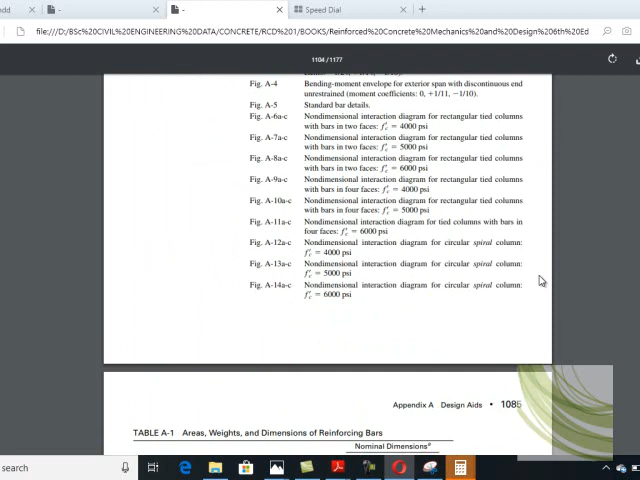 ndd
-
-
Speed Dial
file:///D:/BSc%20CIVIL%20ENGINEERING%20DATA/CONCRETE/RCD%201/BOOKS/Reinforced%20Concrete%20Mechanics%20and%20Design%206th%20Ed
1104 / 1177
Fig. A-4 Bending-moment envelope for exterior span with discontinuous end
unrestrained (moment coefficients: 0, +1/11, −1/10).
Fig. A-5 Standard bar details.
Fig. A-6a-c Nondimensional interaction diagram for rectangular tied columns
with bars in two faces: f′c = 4000 psi
Fig. A-7a-c Nondimensional interaction diagram for rectangular tied columns
with bars in two faces: f′c = 5000 psi
Fig. A-8a-c Nondimensional interaction diagram for rectangular tied columns
with bars in two faces: f′c = 6000 psi
Fig. A-9a-c Nondimensional interaction diagram for rectangular tied columns
with bars in four faces: f′c = 4000 psi
Fig. A-10a-c Nondimensional interaction diagram for rectangular tied columns
with bars in four faces: f′c = 5000 psi
Fig. A-11a-c Nondimensional interaction diagram for tied columns with bars in
four faces: f′c = 6000 psi
Fig. A-12a-c Nondimensional interaction diagram for circular spiral column:
f′c = 4000 psi
Fig. A-13a-c Nondimensional interaction diagram for circular spiral column:
f′c = 5000 psi
Fig. A-14a-c Nondimensional interaction diagram for circular spiral column:
f′c = 6000 psi
Appendix A Design Aids • 1085
TABLE A-1 Areas, Weights, and Dimensions of Reinforcing Bars
Nominal Dimensions
search